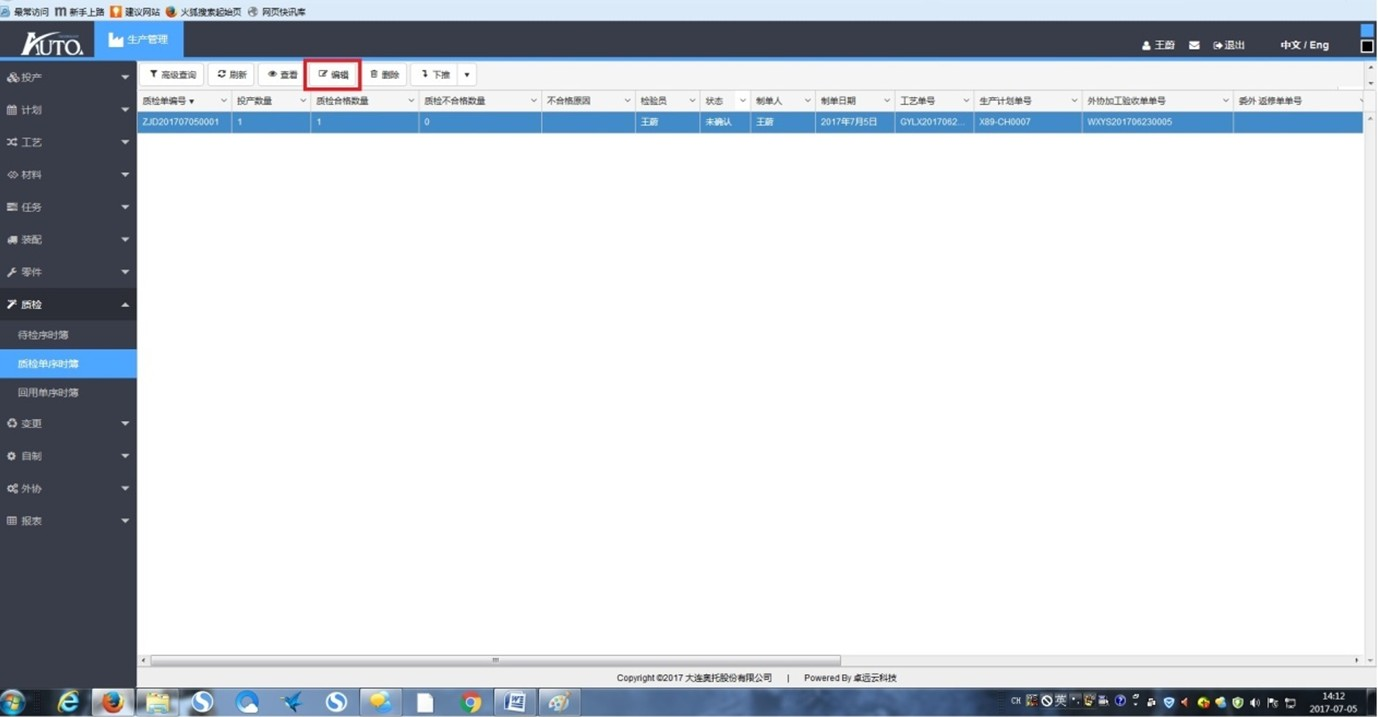 最常访问 新手上路 建议网站 火狐搜索起始页 网页快讯库
AUTO. 生产管理 王蔚 退出 中文 / Eng
高级查询 刷新 查看 编辑 删除 下推
质检单编号 投产数量 质检合格数量 质检不合格数量 不合格原因 检验员 状态 制单人 制单日期 工艺单号 生产计划单号 外协加工验收单单号 委外 返修单单号
ZJD201707050001 1 1 0 王蔚 未确认 王蔚 2017年7月5日 GYLX2017062... X89-CH0007 WXYS201706230005
投产
计划
工艺
材料
任务
装配
零件
质检
待检序时簿
质检单序时簿
回用单序时簿
变更
自制
外协
报表
Copyright ©2017 大连奥托股份有限公司 | Powered By 卓远云科技
CH 英 14:12
2017-07-05